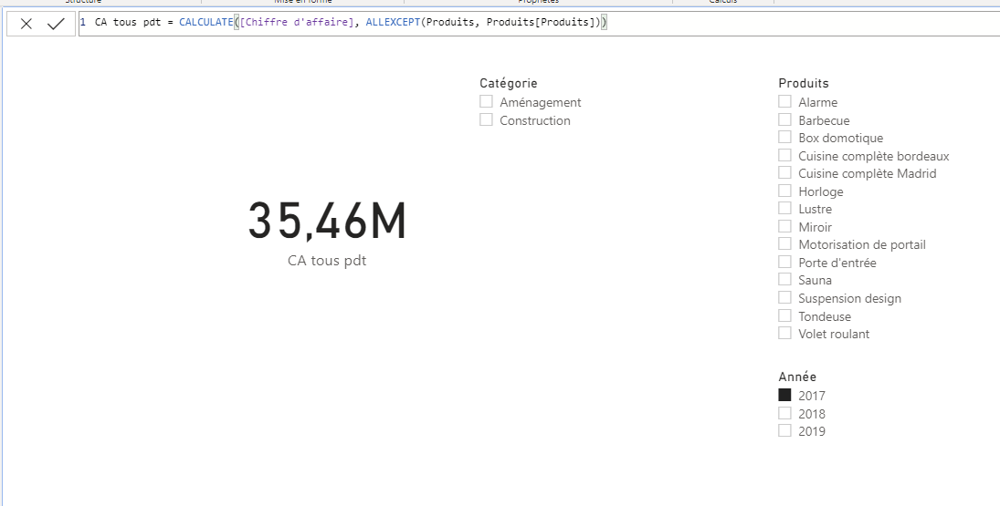 Structure
Mise en forme
Propriétés
Calculs
1 CA tous pdt = CALCULATE([Chiffre d'affaire], ALLEXCEPT(Produits, Produits[Produits]))
Catégorie
Aménagement
Construction
35,46M
CA tous pdt
Produits
Alarme
Barbecue
Box domotique
Cuisine complète bordeaux
Cuisine complète Madrid
Horloge
Lustre
Miroir
Motorisation de portail
Porte d'entrée
Sauna
Suspension design
Tondeuse
Volet roulant
Année
2017
2018
2019